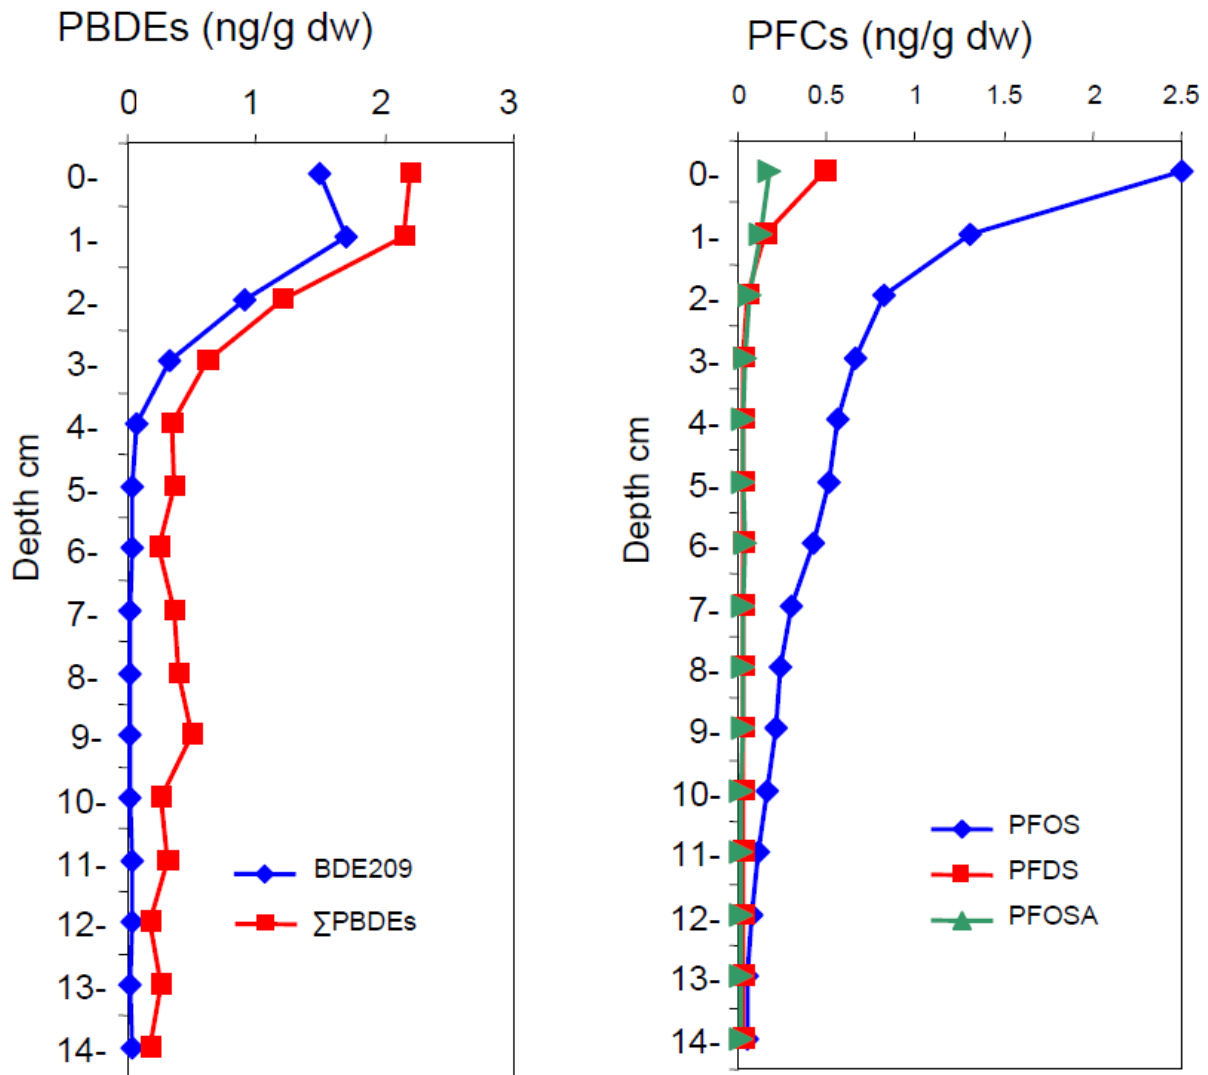 PBDEs (ng/g dw)
0 1 2 3
Depth cm
0-
1-
2-
3-
4-
5-
6-
7-
8-
9-
10-
11-
12-
13-
14-
BDE209
∑PBDEs
PFCs (ng/g dw)
0 0.5 1 1.5 2 2.5
Depth cm
0-
1-
2-
3-
4-
5-
6-
7-
8-
9-
10-
11-
12-
13-
14-
PFOS
PFDS
PFOSA